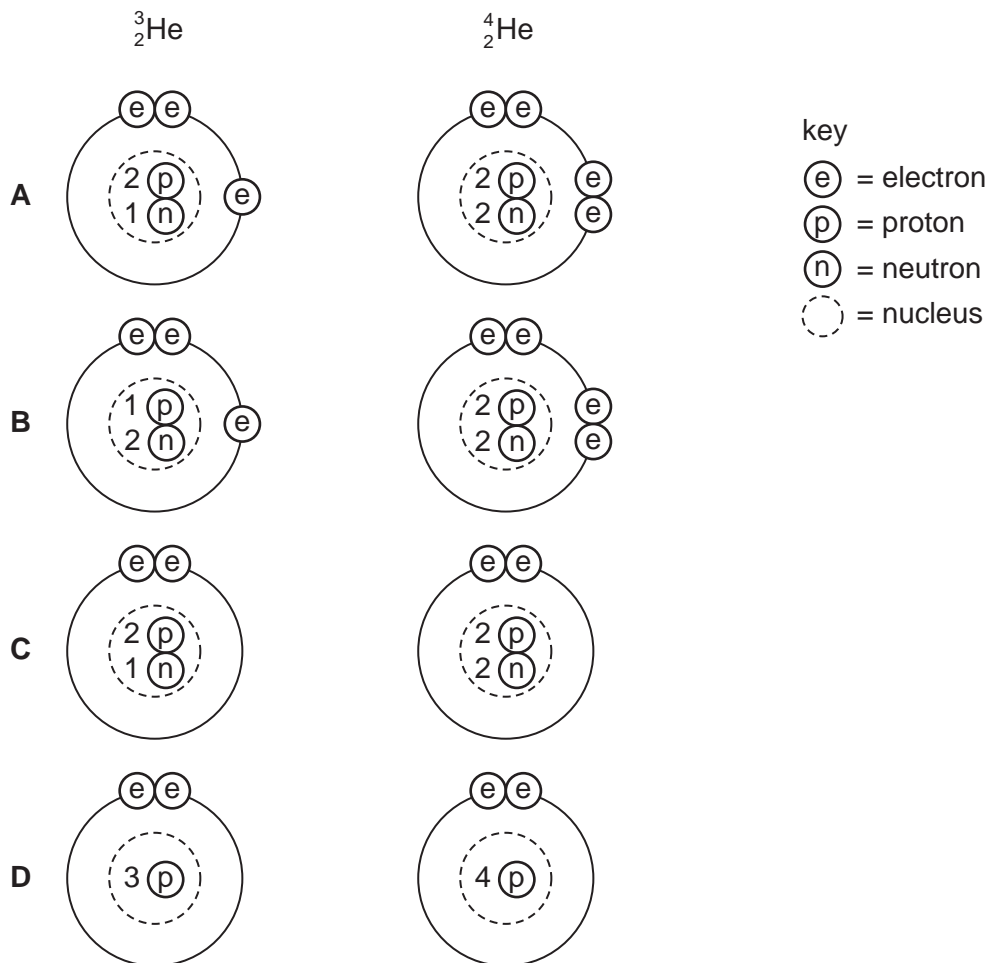 ³₂He ⁴₂He
key
e = electron
p = proton
n = neutron
= nucleus
A
e e
e
2 p
1 n
e e
e
e
2 p
2 n
B
e e
e
1 p
2 n
e e
e
e
2 p
2 n
C
e e
2 p
1 n
e e
2 p
2 n
D
e e
3 p
e e
4 p